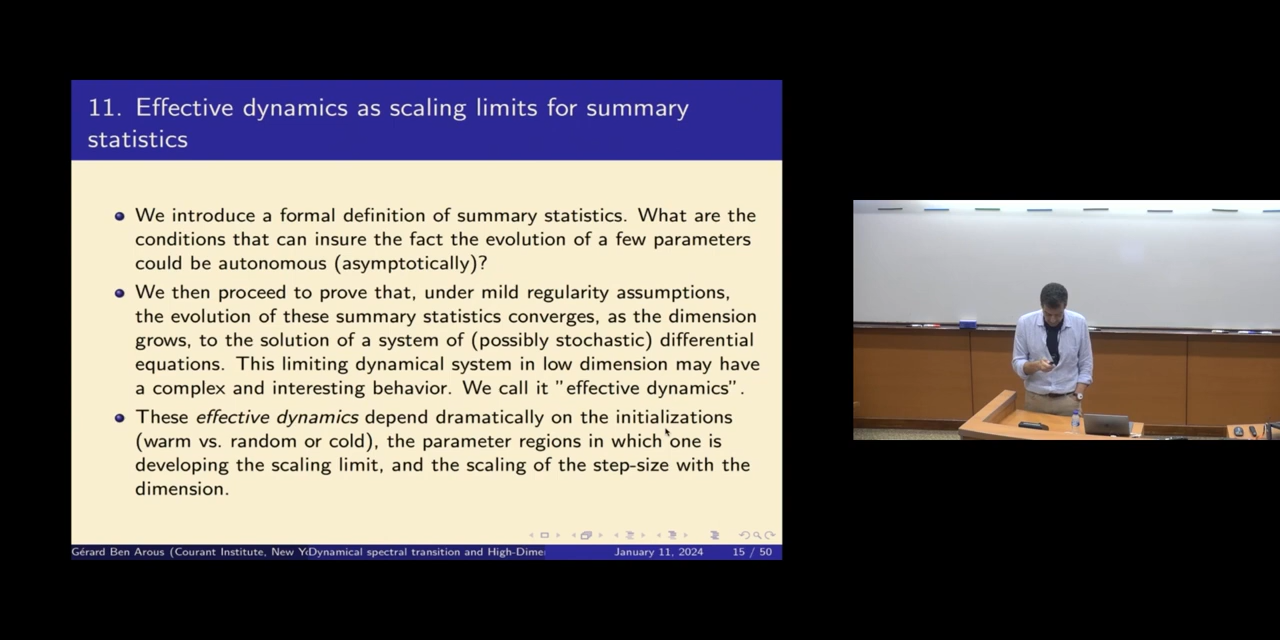 11. Effective dynamics as scaling limits for summary
statistics
We introduce a formal definition of summary statistics. What are the
conditions that can insure the fact the evolution of a few parameters
could be autonomous (asymptotically)?
We then proceed to prove that, under mild regularity assumptions,
the evolution of these summary statistics converges, as the dimension
grows, to the solution of a system of (possibly stochastic) differential
equations. This limiting dynamical system in low dimension may have
a complex and interesting behavior. We call it "effective dynamics".
These effective dynamics depend dramatically on the initializations
(warm vs. random or cold), the parameter regions in which one is
developing the scaling limit, and the scaling of the step-size with the
dimension.
Gérard Ben Arous (Courant Institute, New Yo Dynamical spectral transition and High-Dime January 11, 2024 15 / 50